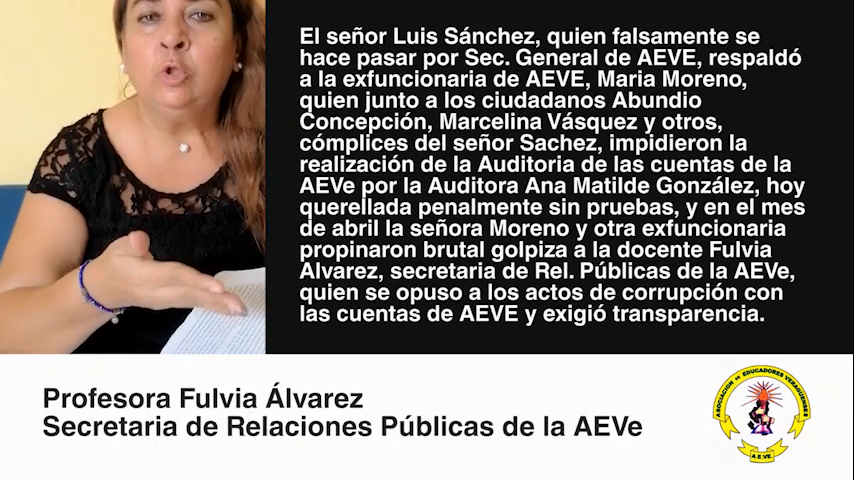 El señor Luis Sánchez, quien falsamente se
hace pasar por Sec. General de AEVE, respaldó
a la exfuncionaria de AEVE, Maria Moreno,
quien junto a los ciudadanos Abundio
Concepción, Marcelina Vásquez y otros,
cómplices del señor Sachez, impidieron la
realización de la Auditoria de las cuentas de la
AEVe por la Auditora Ana Matilde González, hoy
querellada penalmente sin pruebas, y en el mes
de abril la señora Moreno y otra exfuncionaria
propinaron brutal golpiza a la docente Fulvia
Alvarez, secretaria de Rel. Públicas de la AEVe,
quien se opuso a los actos de corrupción con
las cuentas de AEVE y exigió transparencia.
Profesora Fulvia Álvarez
Secretaria de Relaciones Públicas de la AEVe
ASOCIACION DE EDUCADORES VERAGÜENSES
A.E.VE.